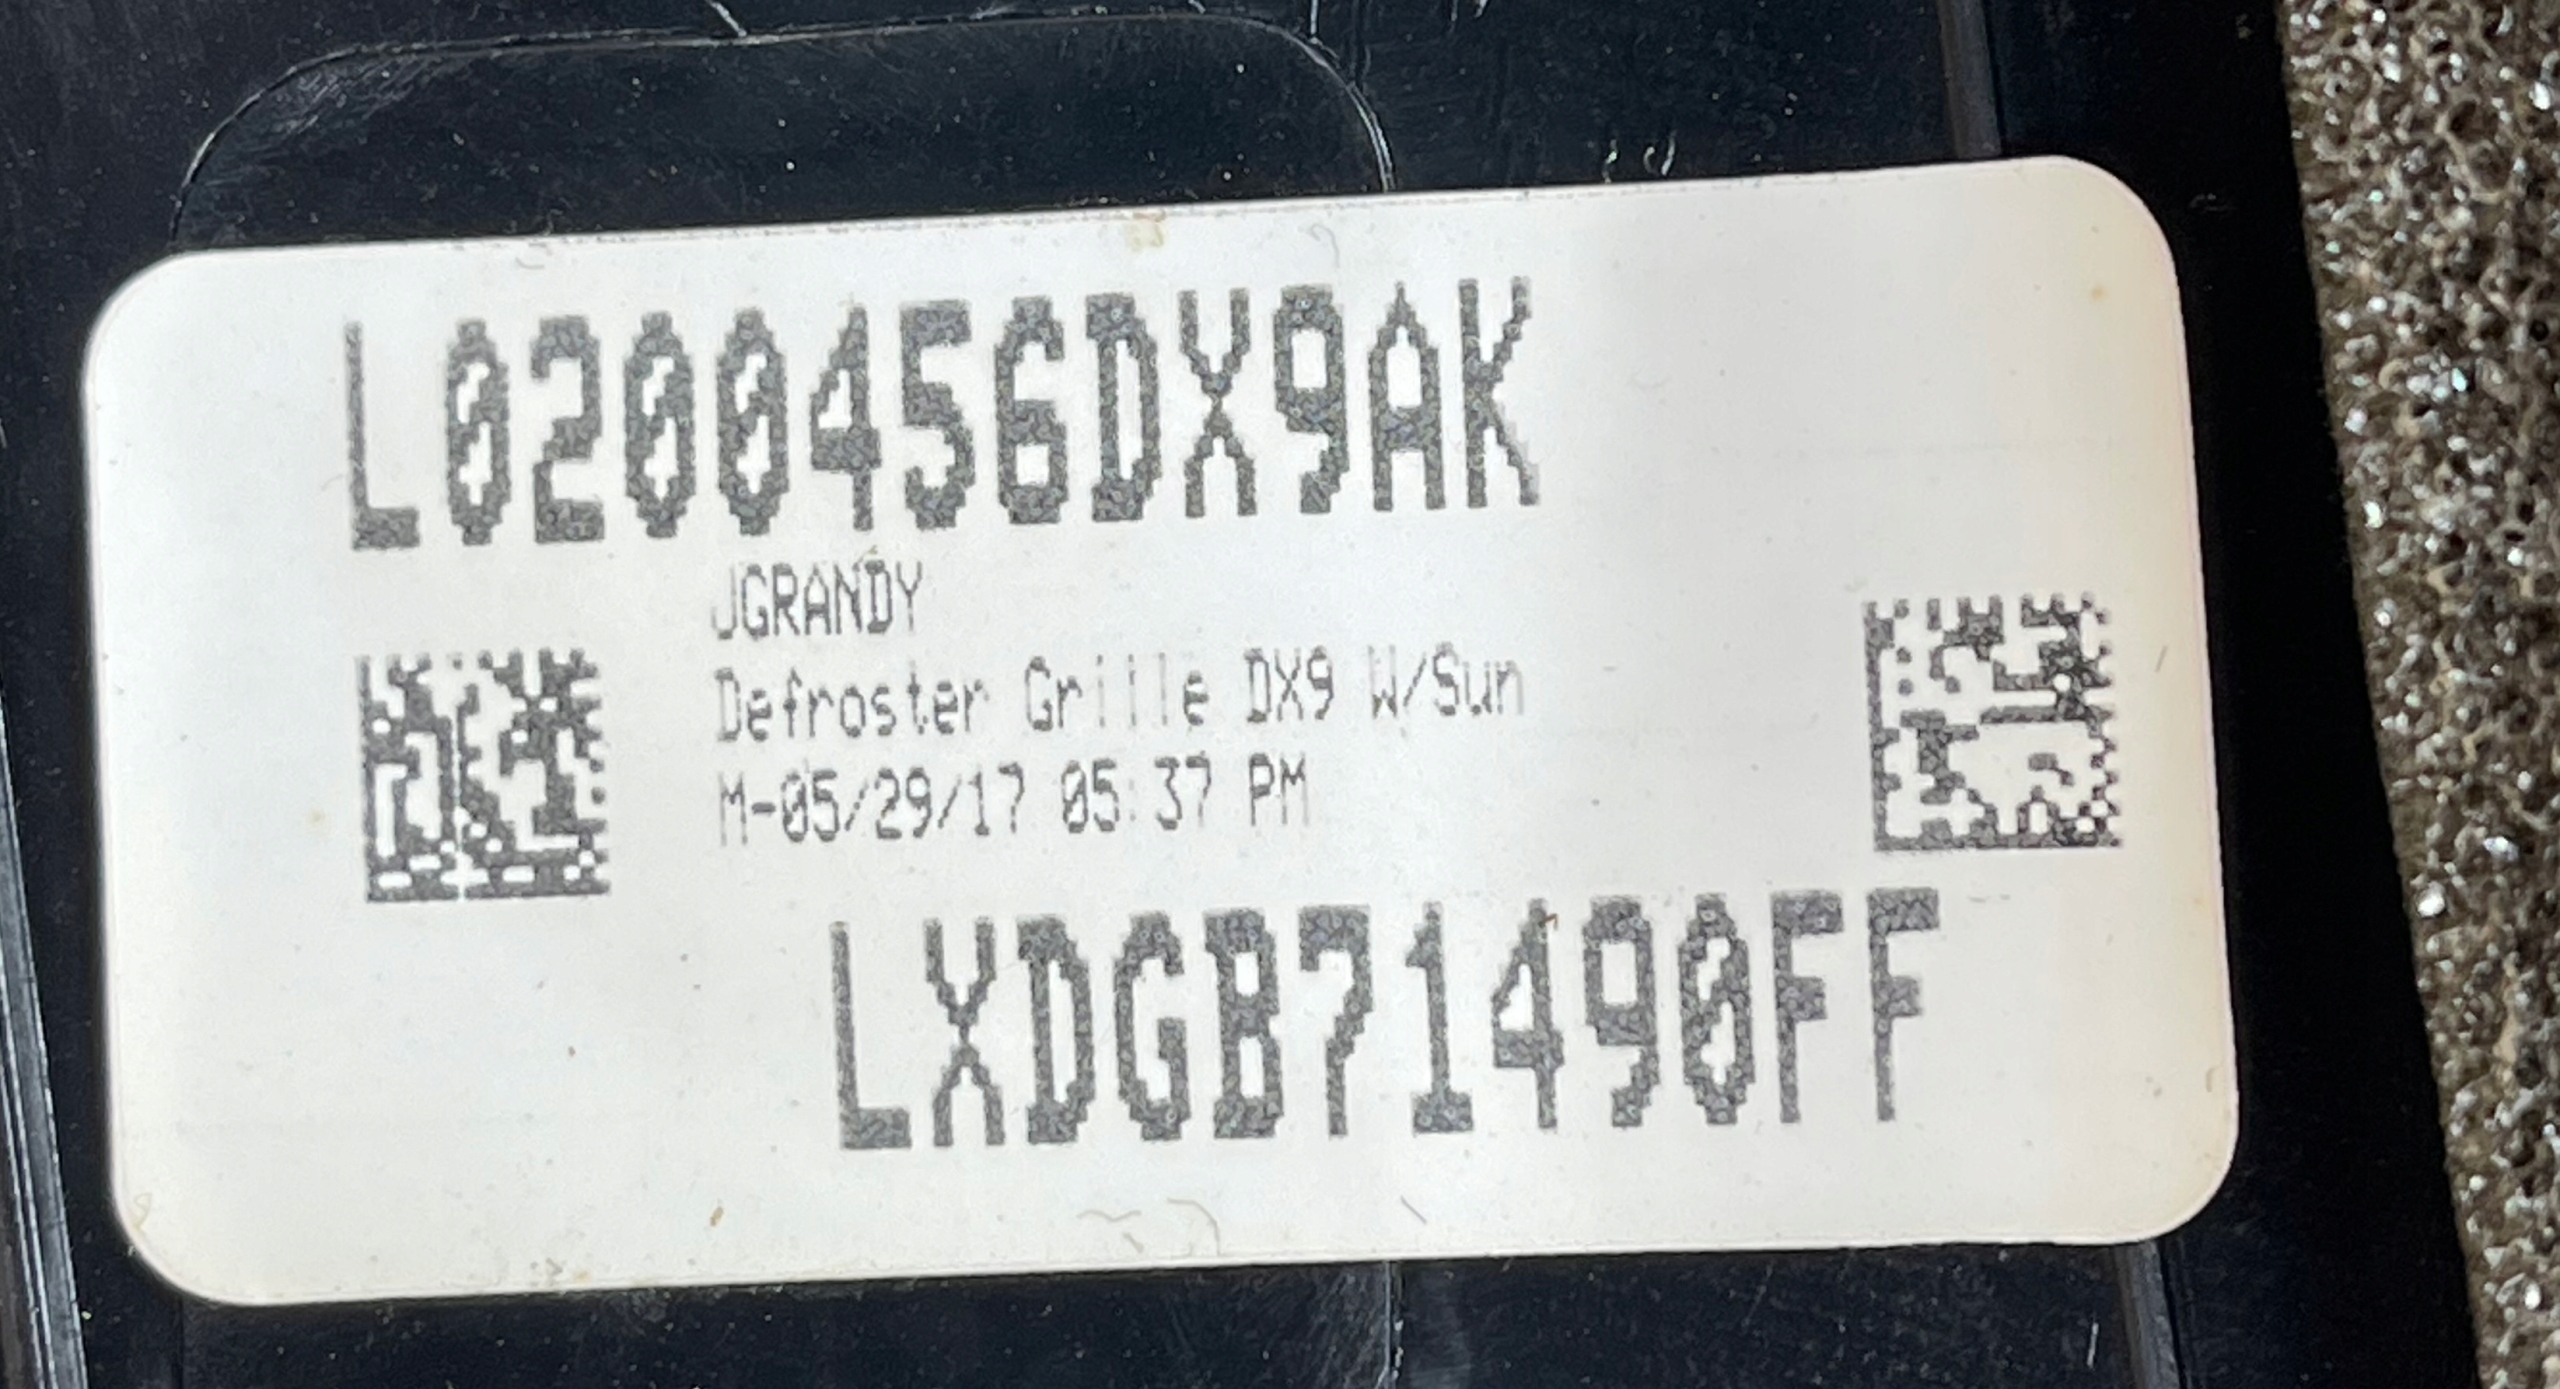 L0200456DX9AK
JGRANDY
Defroster Grille DX9 W/Sun
M-05/29/17 05:37 PM
LXDGB71490FF